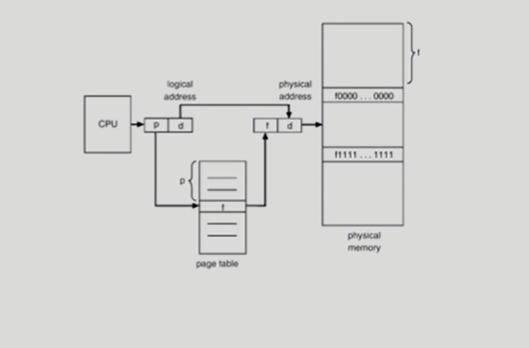 logical
address
physical
address
f
CPU
p d
f d
f0000 ... 0000
f1111 ... 1111
p
f
physical
memory
page table